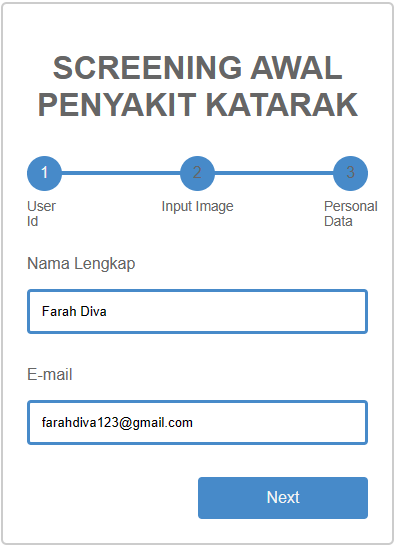 SCREENING AWAL
PENYAKIT KATARAK
1 2 3
User Id
Input Image
Personal Data
Nama Lengkap
Farah Diva
E-mail
farahdiva123@gmail.com
Next